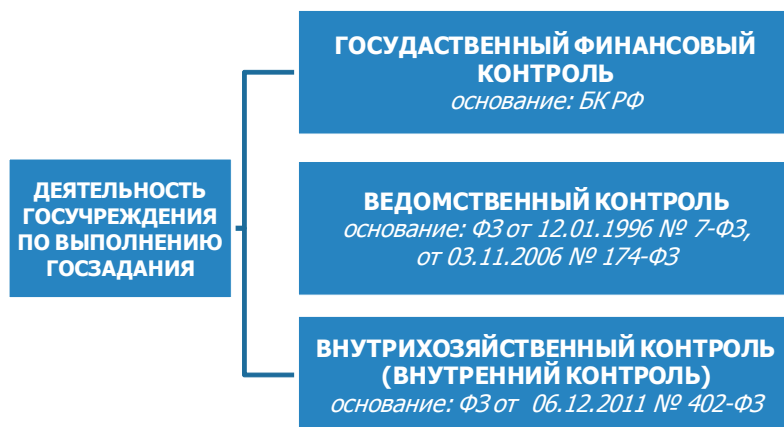 ГОСУДАСТВЕННЫЙ ФИНАНСОВЫЙ
КОНТРОЛЬ
основание: БК РФ
ДЕЯТЕЛЬНОСТЬ
ГОСУЧРЕЖДЕНИЯ
ПО ВЫПОЛНЕНИЮ
ГОСЗАДАНИЯ
ВЕДОМСТВЕННЫЙ КОНТРОЛЬ
основание: ФЗ от 12.01.1996 № 7-ФЗ,
от 03.11.2006 № 174-ФЗ
ВНУТРИХОЗЯЙСТВЕННЫЙ КОНТРОЛЬ
(ВНУТРЕННИЙ КОНТРОЛЬ)
основание: ФЗ от 06.12.2011 № 402-ФЗ